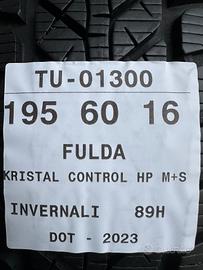 TU-01300
195 60 16
FULDA
KRISTAL CONTROL HP M+S
INVERNALI 89H
DOT - 2023